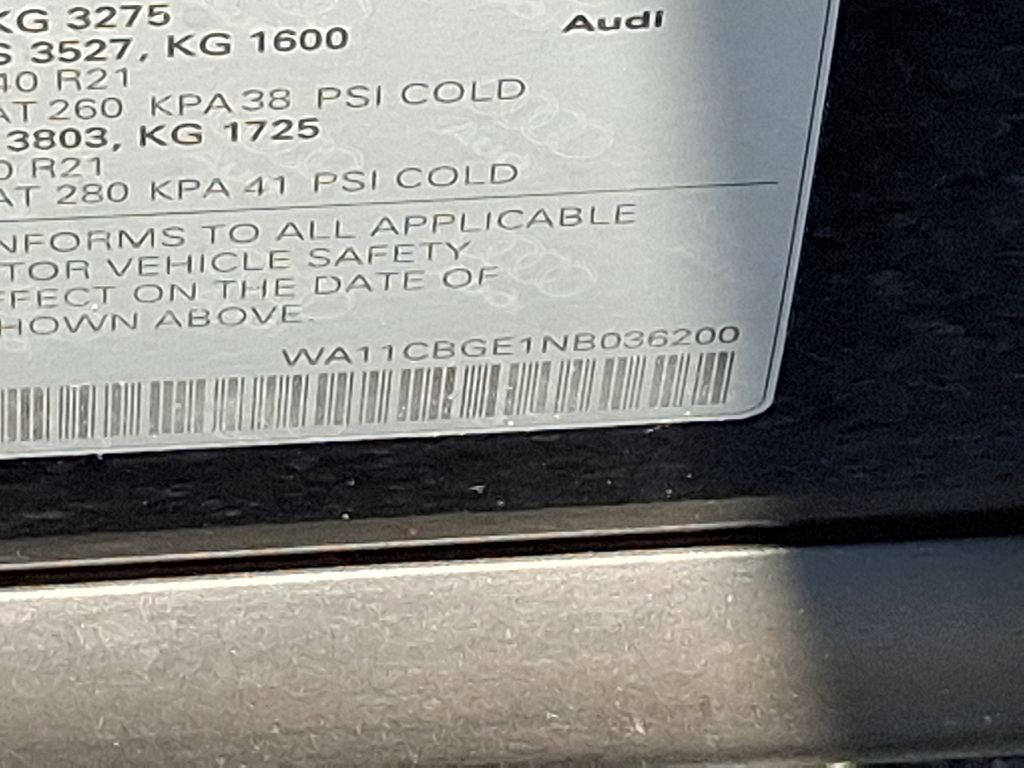 KG 3275
Audi
S 3527, KG 1600
40 R21
AT 260 KPA 38 PSI COLD
3803, KG 1725
0 R21
AT 280 KPA 41 PSI COLD
NFORMS TO ALL APPLICABLE
TOR VEHICLE SAFETY
FFECT ON THE DATE OF
HOWN ABOVE.
WA11CBGE1NB036200